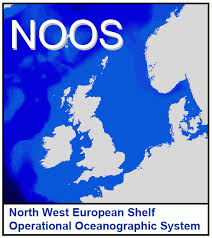 NOOS
North West European Shelf
Operational Oceanographic System